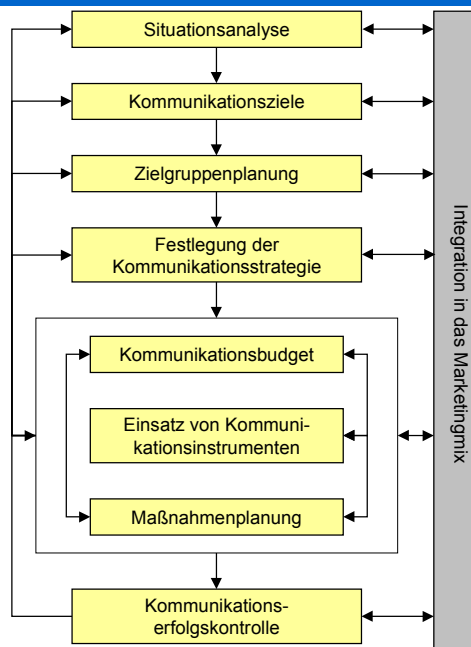 Situationsanalyse
Kommunikationsziele
Zielgruppenplanung
Festlegung der
Kommunikationsstrategie
Kommunikationsbudget
Einsatz von Kommuni-
kationsinstrumenten
Maßnahmenplanung
Kommunikations-
erfolgskontrolle
Integration in das Marketingmix